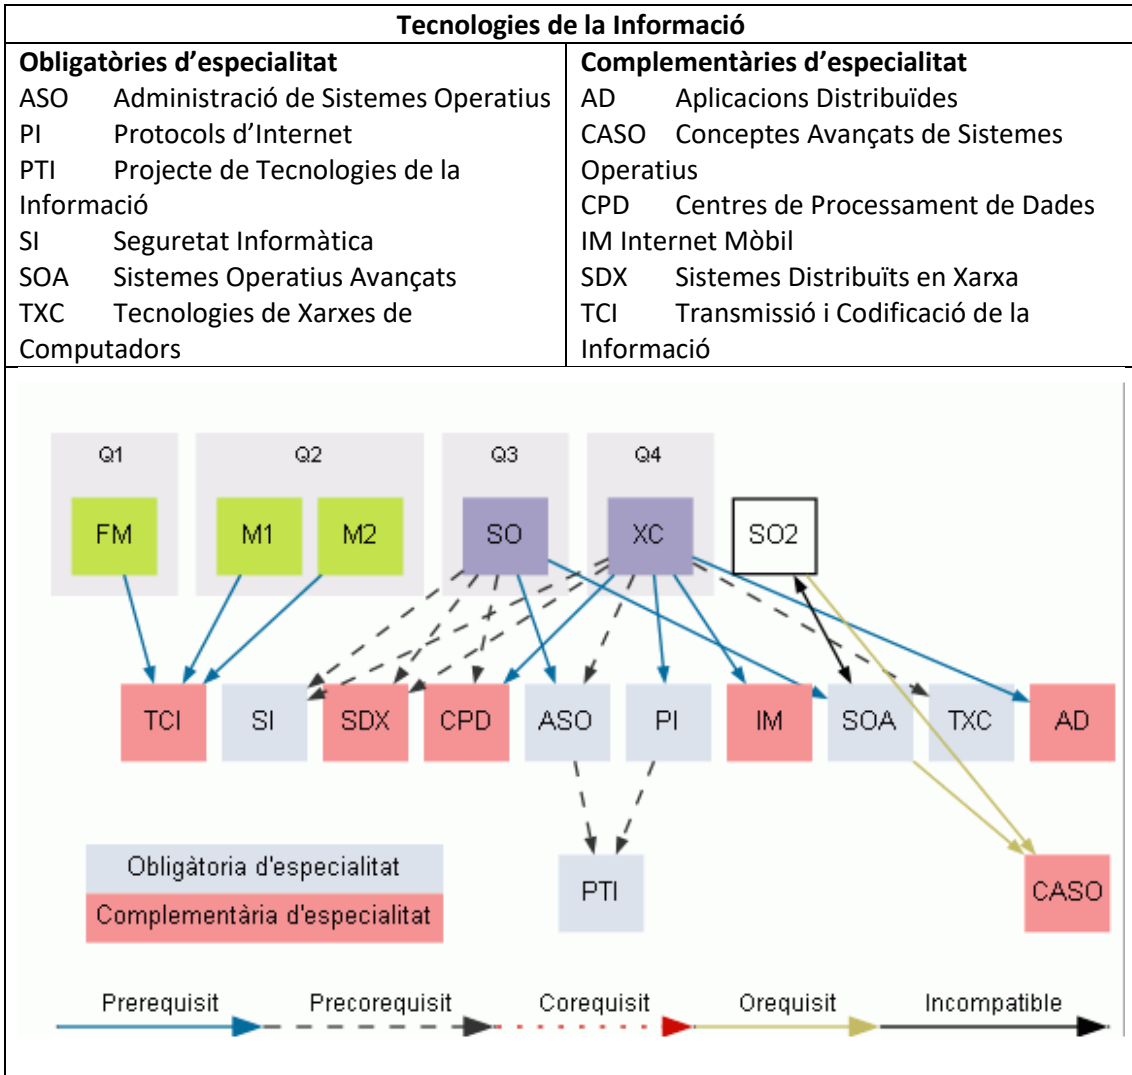 Tecnologies de la Informació
Obligatòries d'especialitat
ASO Administració de Sistemes Operatius
PI Protocols d'Internet
PTI Projecte de Tecnologies de la
Informació
SI Seguretat Informàtica
SOA Sistemes Operatius Avançats
TXC Tecnologies de Xarxes de
Computadors
Complementàries d'especialitat
AD Aplicacions Distribuïdes
CASO Conceptes Avançats de Sistemes
Operatius
CPD Centres de Processament de Dades
IM Internet Mòbil
SDX Sistemes Distribuïts en Xarxa
TCI Transmissió i Codificació de la
Informació
Q1 Q2 Q3 Q4
FM M1 M2 SO XC SO2
TCI SI SDX CPD ASO PI IM SOA TXC AD
Obligàtoria d'especialitat
Complementària d'especialitat
PTI CASO
Prerequisit Precorequisit Corequisit Orequisit Incompatible